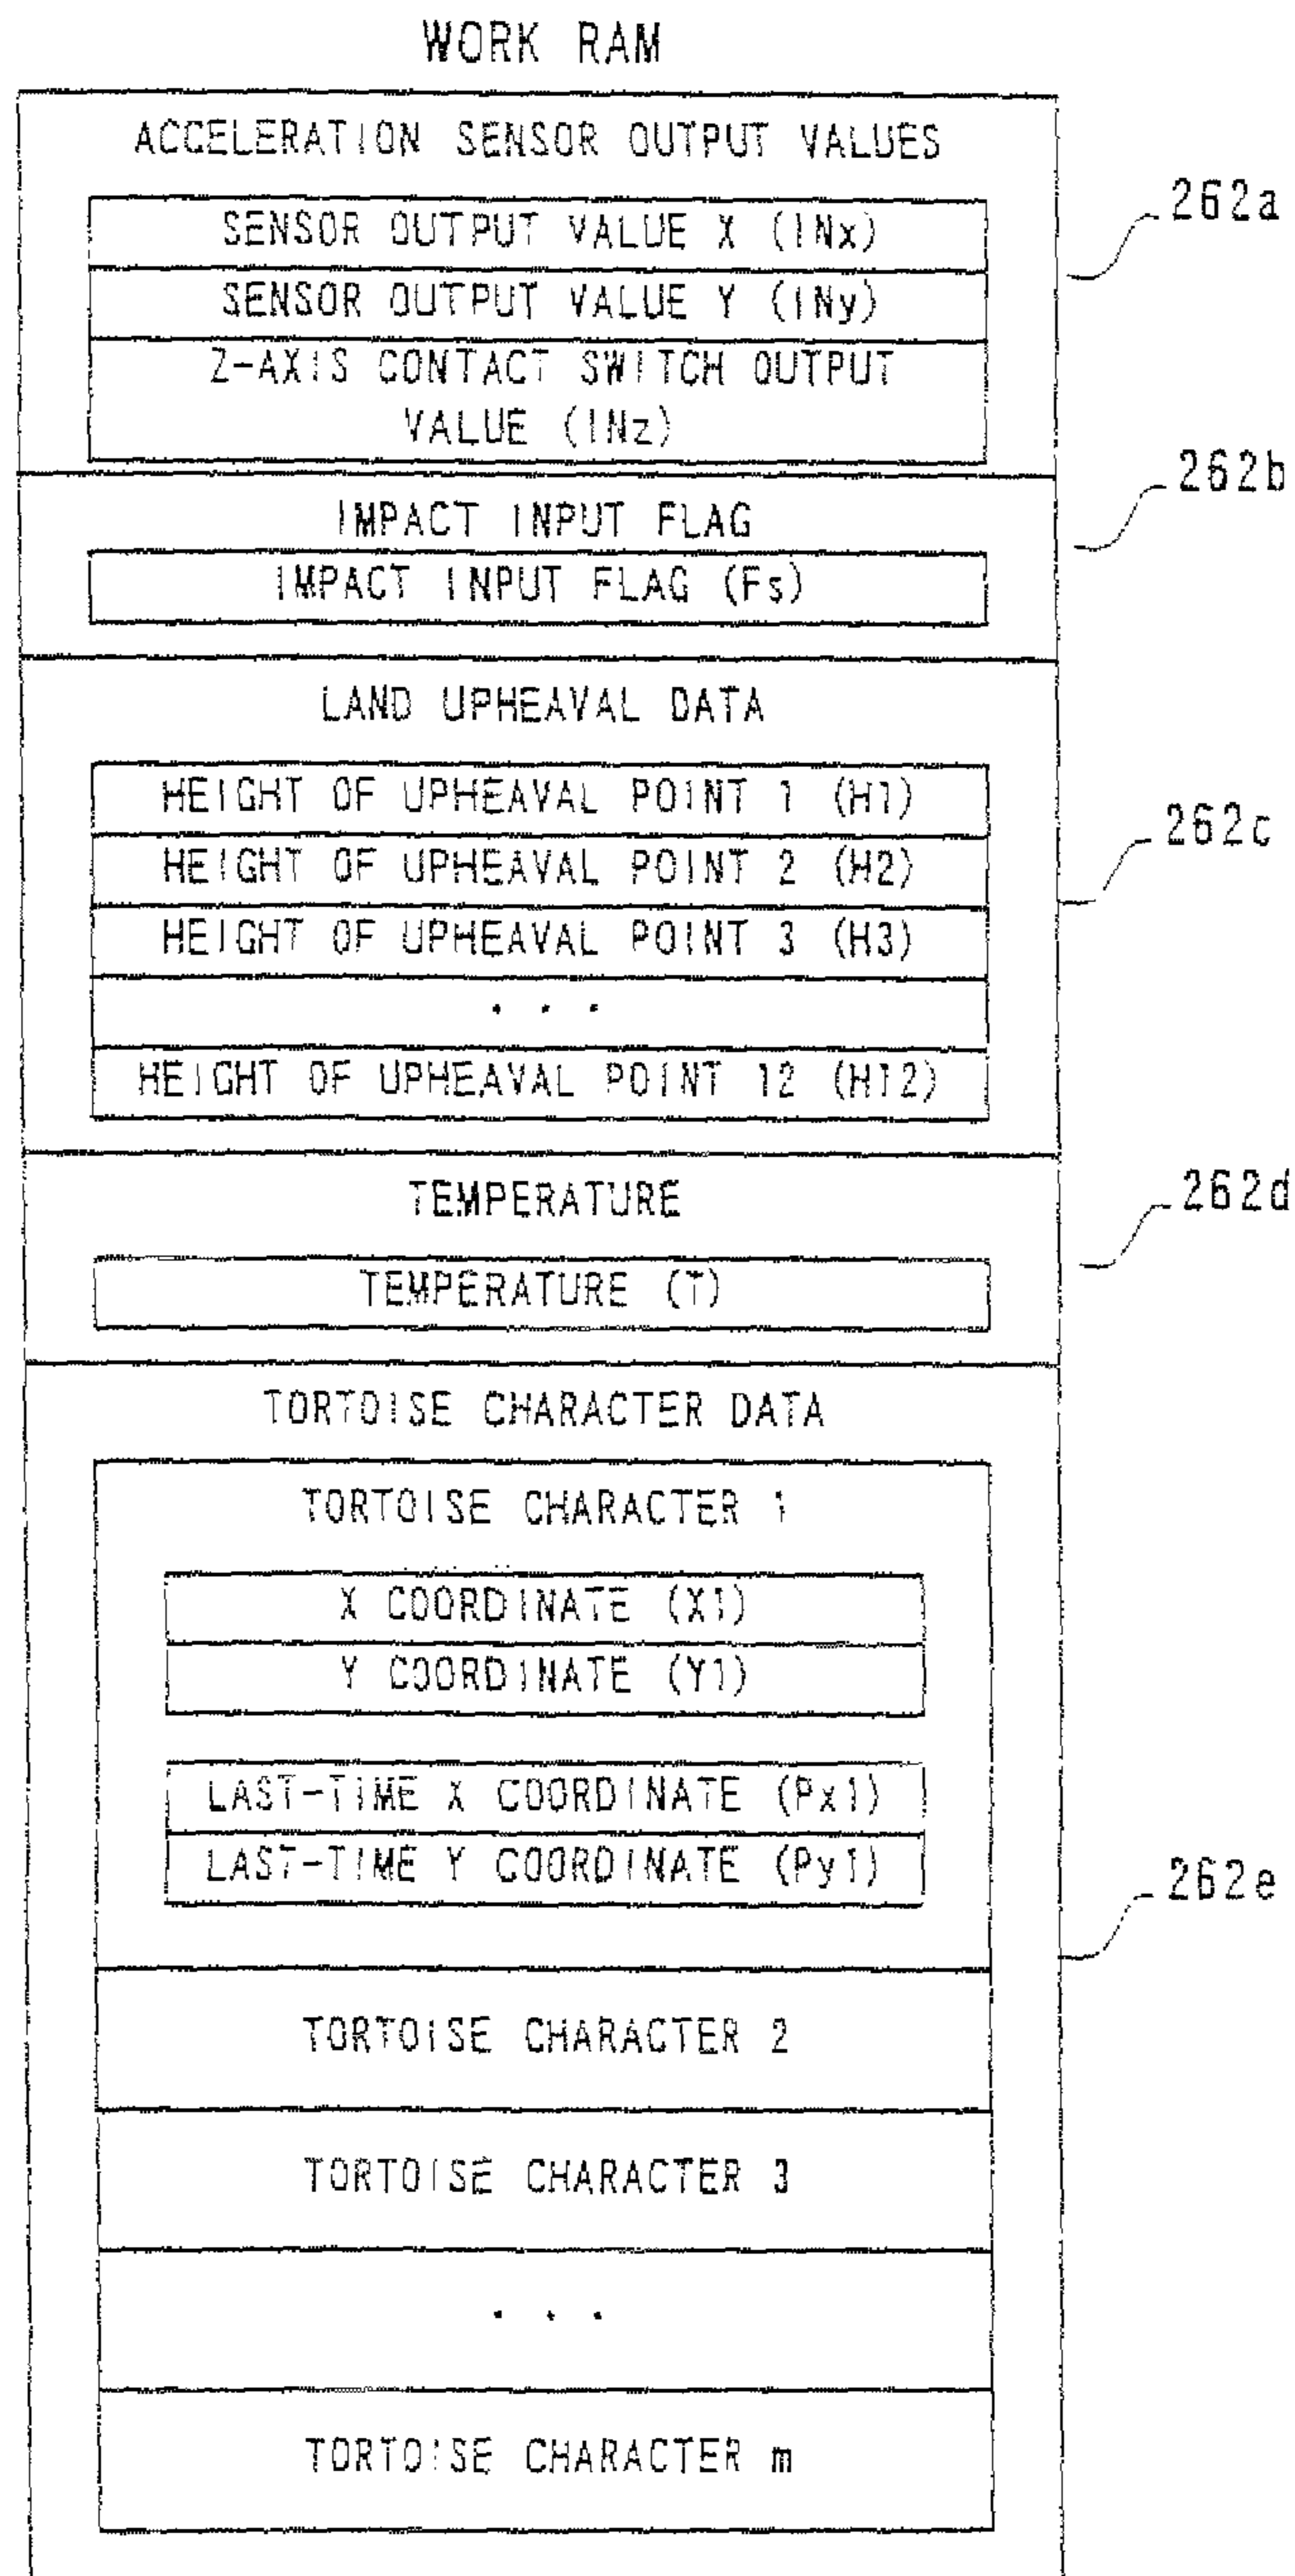 WORK RAM
ACCELERATION SENSOR OUTPUT VALUES
SENSOR OUTPUT VALUE X (INx)
262a
SENSOR OUTPUT VALUE Y (INy)
Z-AXIS CONTACT SWITCH OUTPUT
VALUE (INz)
262b
IMPACT INPUT FLAG
IMPACT INPUT FLAG (Fs)
LAND UPHEAVAL DATA
HEIGHT OF UPHEAVAL POINT 1 (H1)
262c
HEIGHT OF UPHEAVAL POINT 2 (H2)
HEIGHT OF UPHEAVAL POINT 3 (H3)
. . .
HEIGHT OF UPHEAVAL POINT 12 (H12)
TEMPERATURE
262d
TEMPERATURE (T)
TORTOISE CHARACTER DATA
TORTOISE CHARACTER 1
X COORDINATE (X1)
Y COORDINATE (Y1)
LAST-TIME X COORDINATE (Px1)
LAST-TIME Y COORDINATE (Py1)
262e
TORTOISE CHARACTER 2
TORTOISE CHARACTER 3
. . .
TORTOISE CHARACTER m